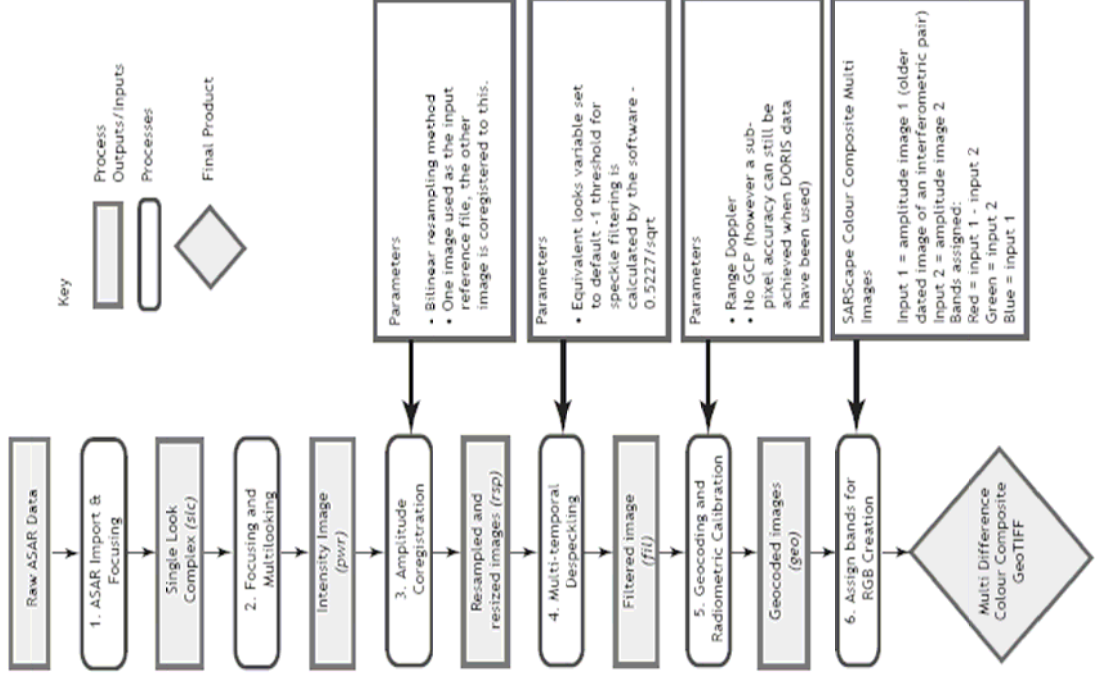 Key
Process
Outputs/Inputs
Processes
Final Product
Raw ASAR Data
1. ASAR Import &
Focusing
Single Look
Complex (slc)
2. Focusing and
Multilooking
Intensity Image
(pwr)
3. Amplitude
Coregistration
Parameters
• Bilinear resampling method
• One image used as the input
reference file, the other
image is coregistered to this.
Resampled and
resized images (rsp)
4. Multi-temporal
Despeckling
Parameters
• Equivalent looks variable set
to default -1 threshold for
speckle filtering is
calculated by the software -
0.5227/sqrt
Filtered image
(fil)
5. Geocoding and
Radiometric Calibration
Parameters
• Range Doppler
• No GCP (however a sub-
pixel accuracy can still be
achieved when DORIS data
have been used)
Geocoded images
(geo)
6. Assign bands for
RGB Creation
SARScape Colour Composite Multi
Images
Input 1 = amplitude image 1 (older
dated image of an interferometric pair)
Input 2 = amplitude image 2
Bands assigned:
Red = input 1 - input 2
Green = input 2
Blue = input 1
Multi Difference
Colour Composite
GeoTIFF